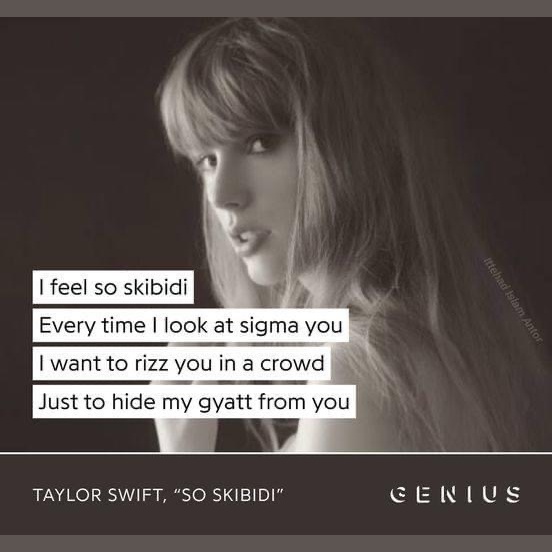 I feel so skibidi
Every time I look at sigma you
I want to rizz you in a crowd
Just to hide my gyatt from you
Ittehad Islam Antor
TAYLOR SWIFT, “SO SKIBIDI”
GENIUS